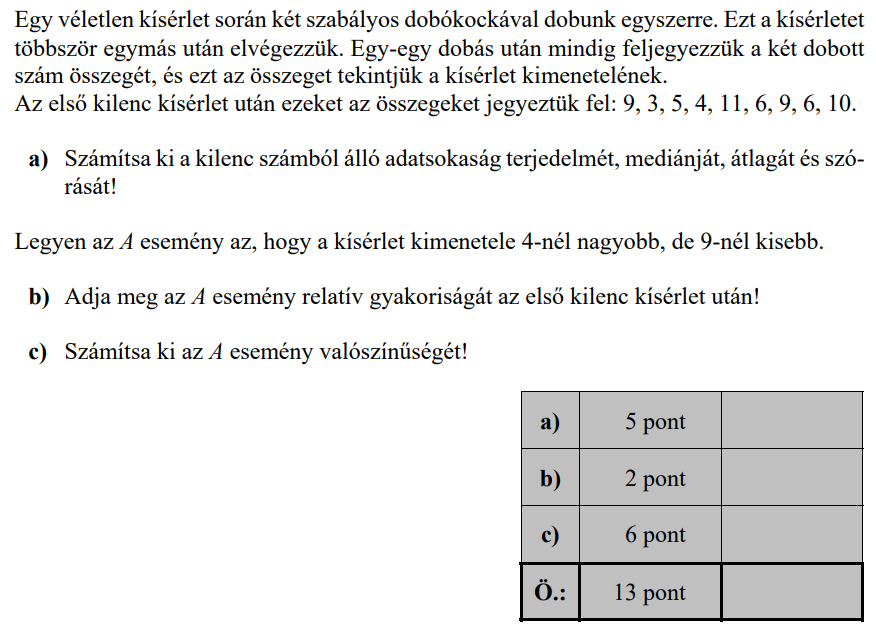 Egy véletlen kísérlet során két szabályos dobókockával dobunk egyszerre. Ezt a kísérletet
többször egymás után elvégezzük. Egy-egy dobás után mindig feljegyezzük a két dobott
szám összegét, és ezt az összeget tekintjük a kísérlet kimenetelének.
Az első kilenc kísérlet után ezeket az összegeket jegyeztük fel: 9, 3, 5, 4, 11, 6, 9, 6, 10.
a) Számítsa ki a kilenc számból álló adatsokaság terjedelmét, mediánját, átlagát és szó-
rását!
Legyen az A esemény az, hogy a kísérlet kimenetele 4-nél nagyobb, de 9-nél kisebb.
b) Adja meg az A esemény relatív gyakoriságát az első kilenc kísérlet után!
c) Számítsa ki az A esemény valószínűségét!
a) 5 pont
b) 2 pont
c) 6 pont
Ö.: 13 pont